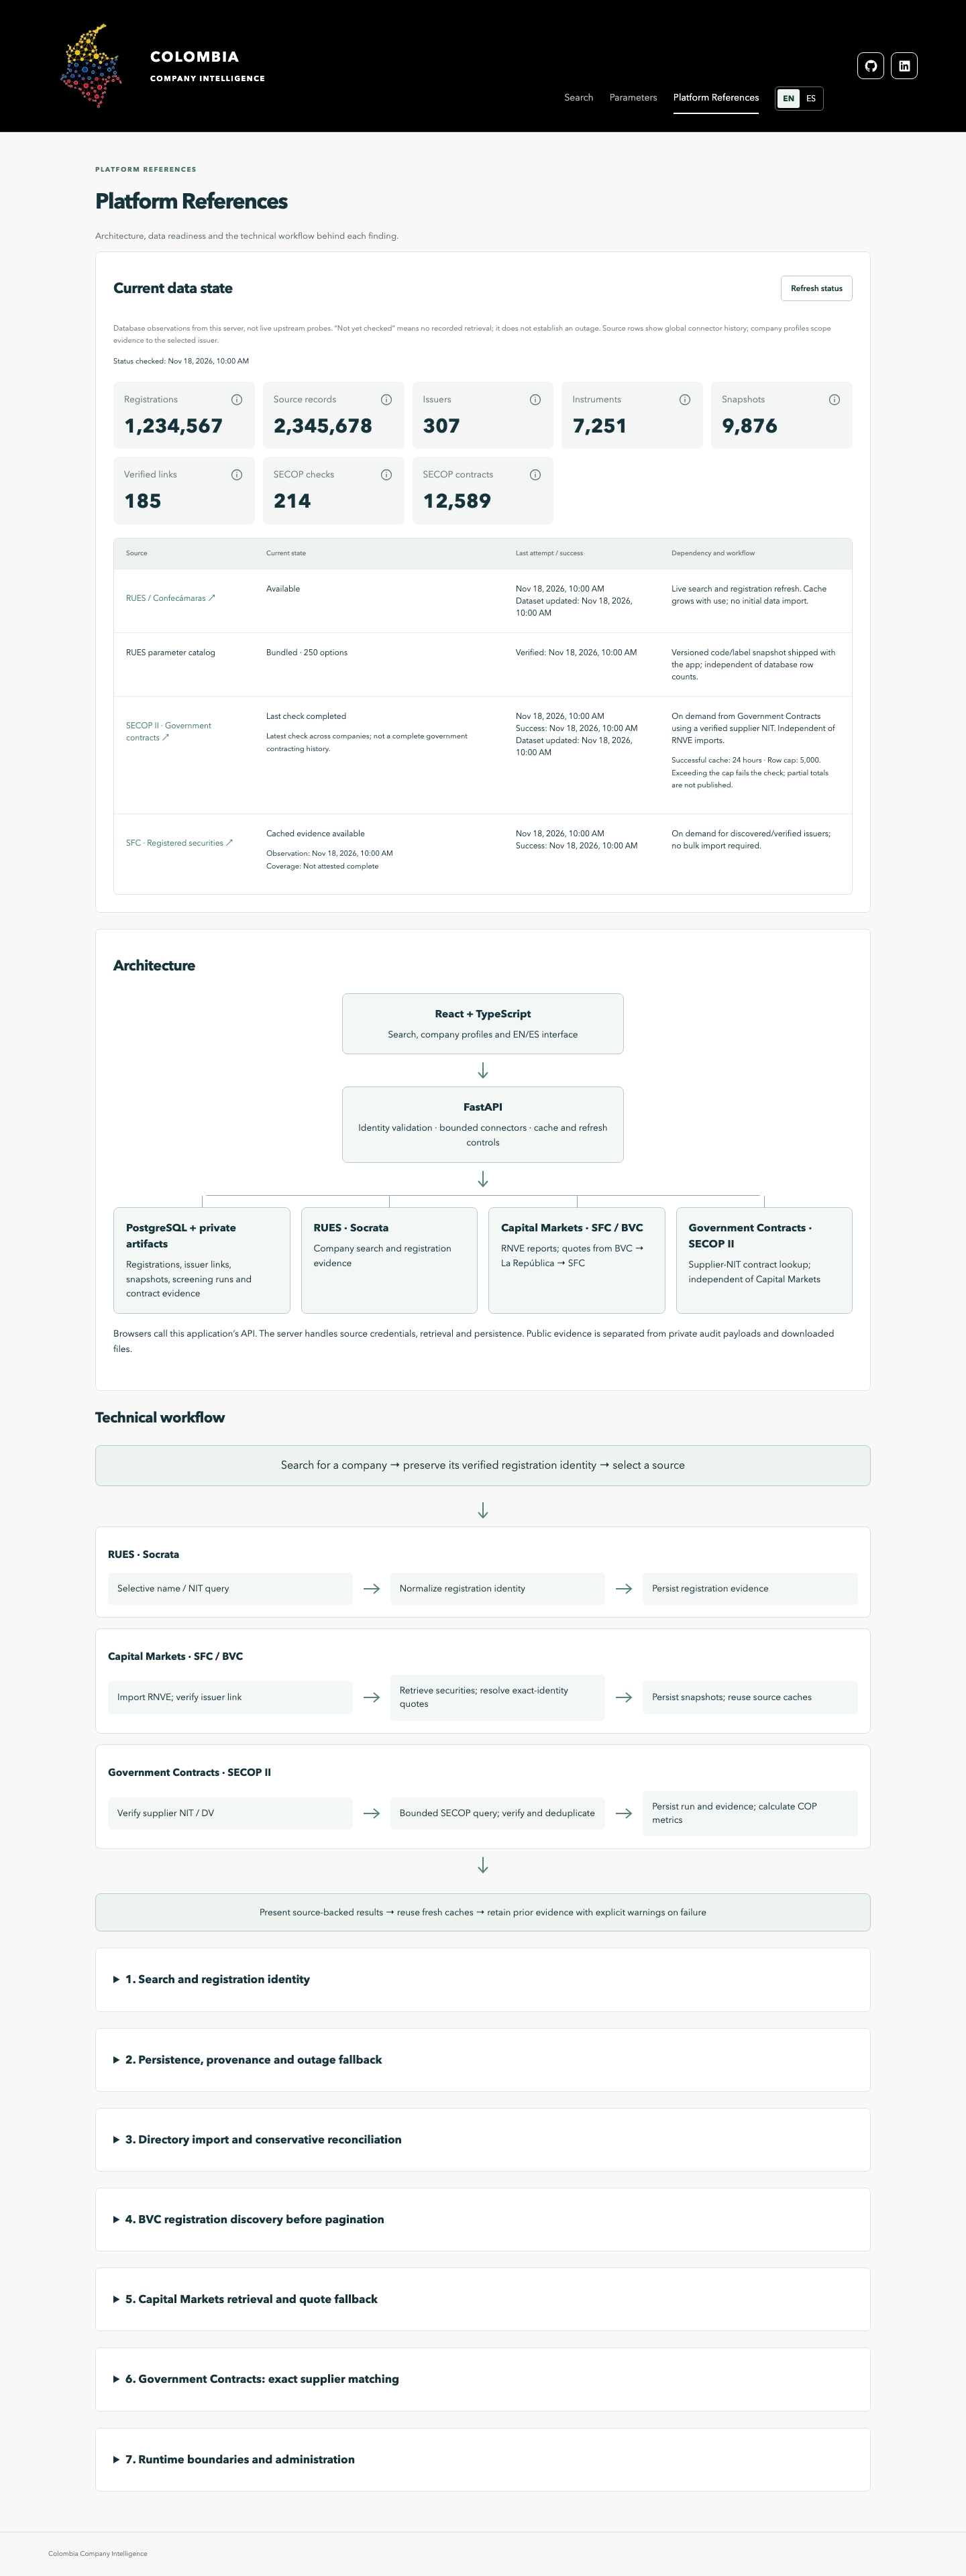 COLOMBIA
COMPANY INTELLIGENCE
Search
Parameters
Platform References
EN
ES
PLATFORM REFERENCES
Platform References
Architecture, data readiness and the technical workflow behind each finding.
Current data state
Refresh status
Database observations from this server, not live upstream probes. “Not yet checked” means no recorded retrieval; it does not establish an outage. Source rows show global connector history; company profiles scope
evidence to the selected issuer.
Status checked: Nov 18, 2026, 10:00 AM
Registrations
1,234,567
Source records
2,345,678
Issuers
307
Instruments
7,251
Snapshots
9,876
Verified links
185
SECOP checks
214
SECOP contracts
12,589
Source
Current state
Last attempt / success
Dependency and workflow
RUES / Confecámaras ↗
Available
Nov 18, 2026, 10:00 AM
Dataset updated: Nov 18, 2026,
10:00 AM
Live search and registration refresh. Cache
grows with use; no initial data import.
RUES parameter catalog
Bundled · 250 options
Verified: Nov 18, 2026, 10:00 AM
Versioned code/label snapshot shipped with
the app; independent of database row
counts.
SECOP II · Government
contracts ↗
Last check completed
Latest check across companies; not a complete government
contracting history.
Nov 18, 2026, 10:00 AM
Success: Nov 18, 2026, 10:00 AM
Dataset updated: Nov 18, 2026,
10:00 AM
On demand from Government Contracts
using a verified supplier NIT. Independent of
RNVE imports.
Successful cache: 24 hours · Row cap: 5,000.
Exceeding the cap fails the check; partial totals
are not published.
SFC · Registered securities ↗
Cached evidence available
Observation: Nov 18, 2026, 10:00 AM
Coverage: Not attested complete
Nov 18, 2026, 10:00 AM
Success: Nov 18, 2026, 10:00 AM
On demand for discovered/verified issuers;
no bulk import required.
Architecture
React + TypeScript
Search, company profiles and EN/ES interface
FastAPI
Identity validation · bounded connectors · cache and refresh
controls
PostgreSQL + private
artifacts
Registrations, issuer links,
snapshots, screening runs and
contract evidence
RUES · Socrata
Company search and registration
evidence
Capital Markets · SFC / BVC
RNVE reports; quotes from BVC →
La República → SFC
Government Contracts ·
SECOP II
Supplier-NIT contract lookup;
independent of Capital Markets
Browsers call this application’s API. The server handles source credentials, retrieval and persistence. Public evidence is separated from private audit payloads and downloaded
files.
Technical workflow
Search for a company → preserve its verified registration identity → select a source
RUES · Socrata
Selective name / NIT query
Normalize registration identity
Persist registration evidence
Capital Markets · SFC / BVC
Import RNVE; verify issuer link
Retrieve securities; resolve exact-identity
quotes
Persist snapshots; reuse source caches
Government Contracts · SECOP II
Verify supplier NIT / DV
Bounded SECOP query; verify and deduplicate
Persist run and evidence; calculate COP
metrics
Present source-backed results → reuse fresh caches → retain prior evidence with explicit warnings on failure
1. Search and registration identity
2. Persistence, provenance and outage fallback
3. Directory import and conservative reconciliation
4. BVC registration discovery before pagination
5. Capital Markets retrieval and quote fallback
6. Government Contracts: exact supplier matching
7. Runtime boundaries and administration
Colombia Company Intelligence